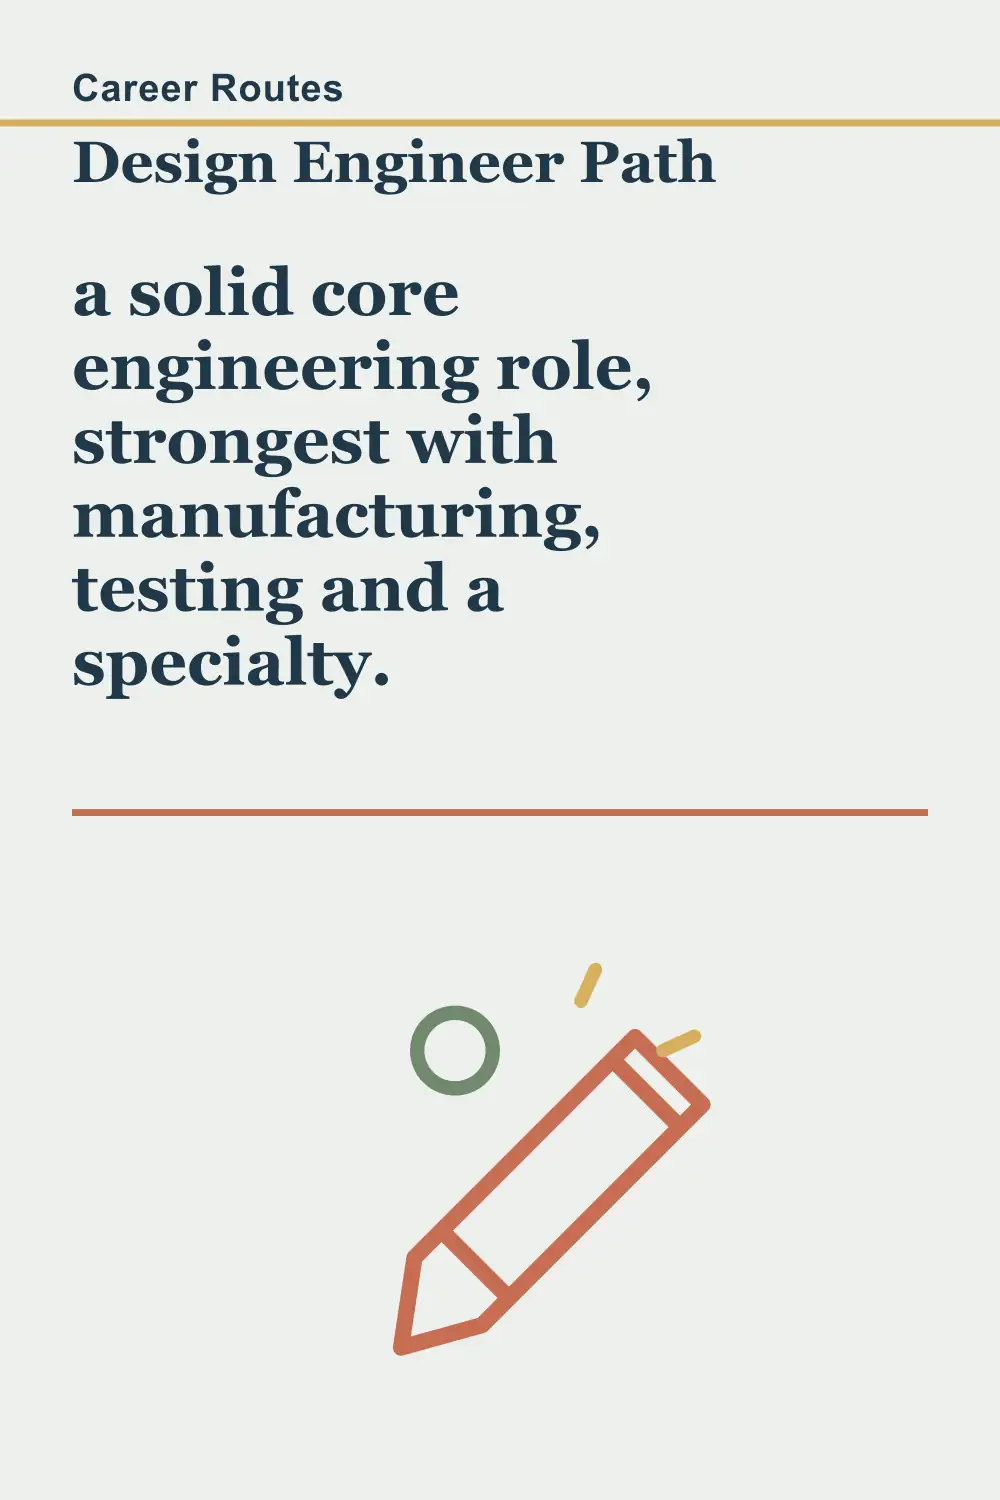 Career Routes
Design Engineer Path
a solid core
engineering role,
strongest with
manufacturing,
testing and a
specialty.